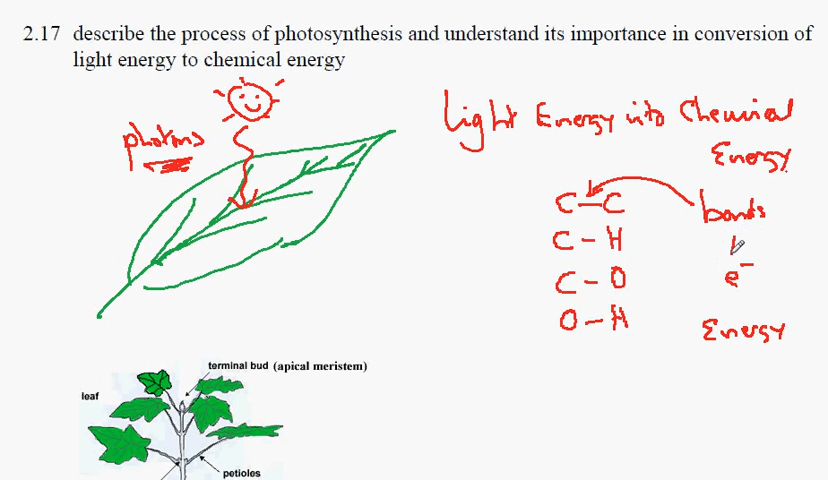 2.17 describe the process of photosynthesis and understand its importance in conversion of
light energy to chemical energy
photons
Light Energy into Chemical
Energy
C-C
bonds
C-H
C-O
e-
O-H
Energy
terminal bud (apical meristem)
leaf
petioles